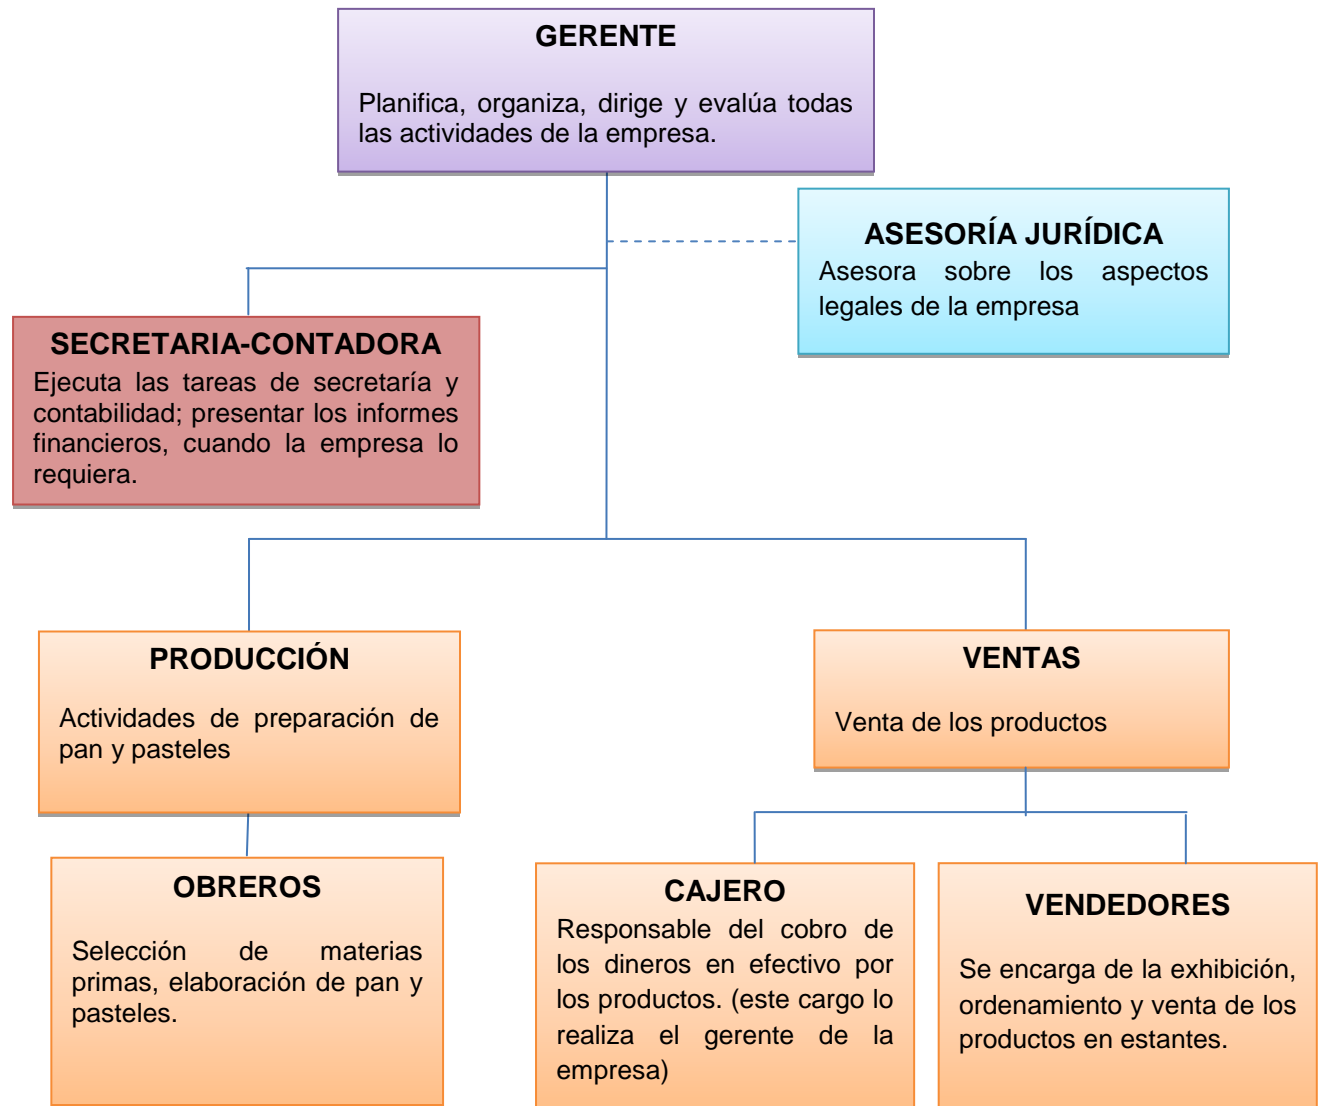 GERENTE
Planifica, organiza, dirige y evalúa todas
las actividades de la empresa.
ASESORÍA JURÍDICA
Asesora sobre los aspectos
legales de la empresa
SECRETARIA-CONTADORA
Ejecuta las tareas de secretaría y
contabilidad; presentar los informes
financieros, cuando la empresa lo
requiera.
PRODUCCIÓN
Actividades de preparación de
pan y pasteles
VENTAS
Venta de los productos
OBREROS
Selección de materias
primas, elaboración de pan y
pasteles.
CAJERO
Responsable del cobro de
los dineros en efectivo por
los productos. (este cargo lo
realiza el gerente de la
empresa)
VENDEDORES
Se encarga de la exhibición,
ordenamiento y venta de los
productos en estantes.